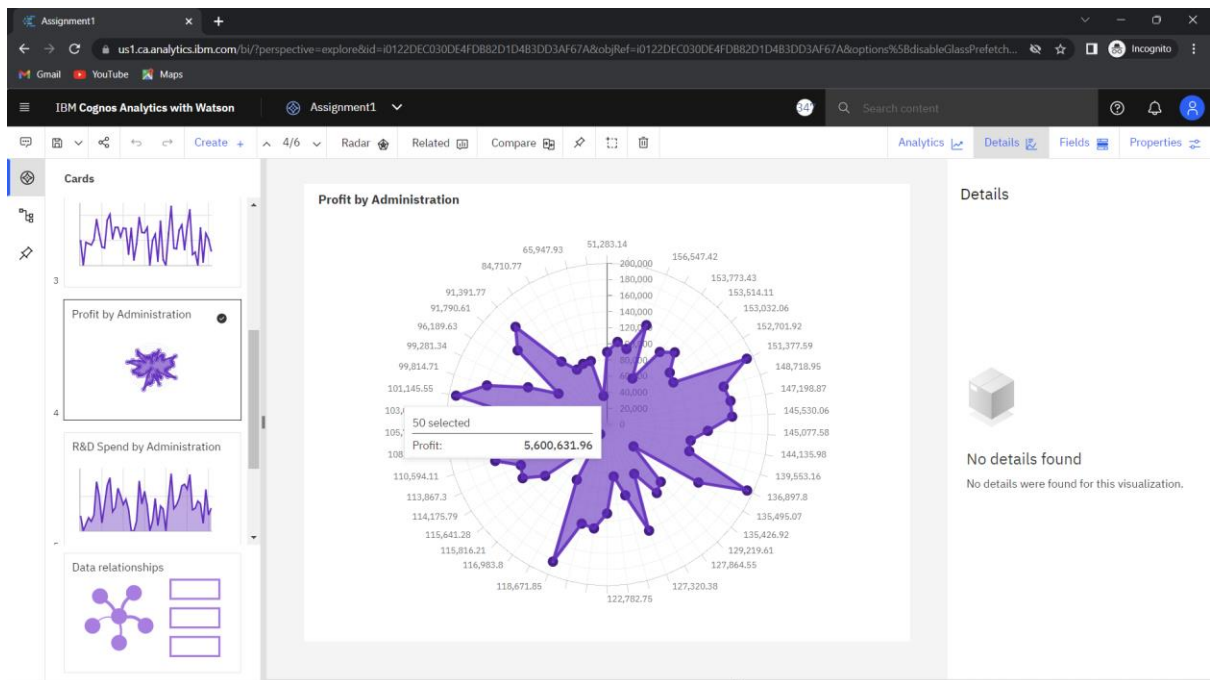 Assignment1
us1.ca.analytics.ibm.com/bi/?perspective=explore&id=i0122DEC030DE4FDB82D1D4B3DD3AF67A&objRef=i0122DEC030DE4FDB82D1D4B3DD3AF67A&options%5BdisableGlassPrefetch...
Incognito
Gmail YouTube Maps
IBM Cognos Analytics with Watson
Assignment1
Search content
Create +
4/6
Radar
Related
Compare
Analytics
Details
Fields
Properties
Cards
3
Profit by Administration
4
R&D Spend by Administration
Data relationships
Profit by Administration
51,283.14
65,947.93
84,710.77
91,391.77
91,790.61
96,189.63
99,281.34
99,814.71
101,145.55
110,594.11
113,867.3
114,175.79
115,641.28
115,816.21
116,983.8
118,671.85
122,782.75
127,320.38
127,864.55
129,219.61
135,426.92
135,495.07
136,897.8
139,553.16
144,135.98
145,077.58
145,530.06
147,198.87
148,718.95
151,377.59
152,701.92
153,032.06
153,514.11
153,773.43
156,547.42
200,000
180,000
160,000
140,000
40,000
20,000
0
50 selected
Profit: 5,600,631.96
Details
No details found
No details were found for this visualization.